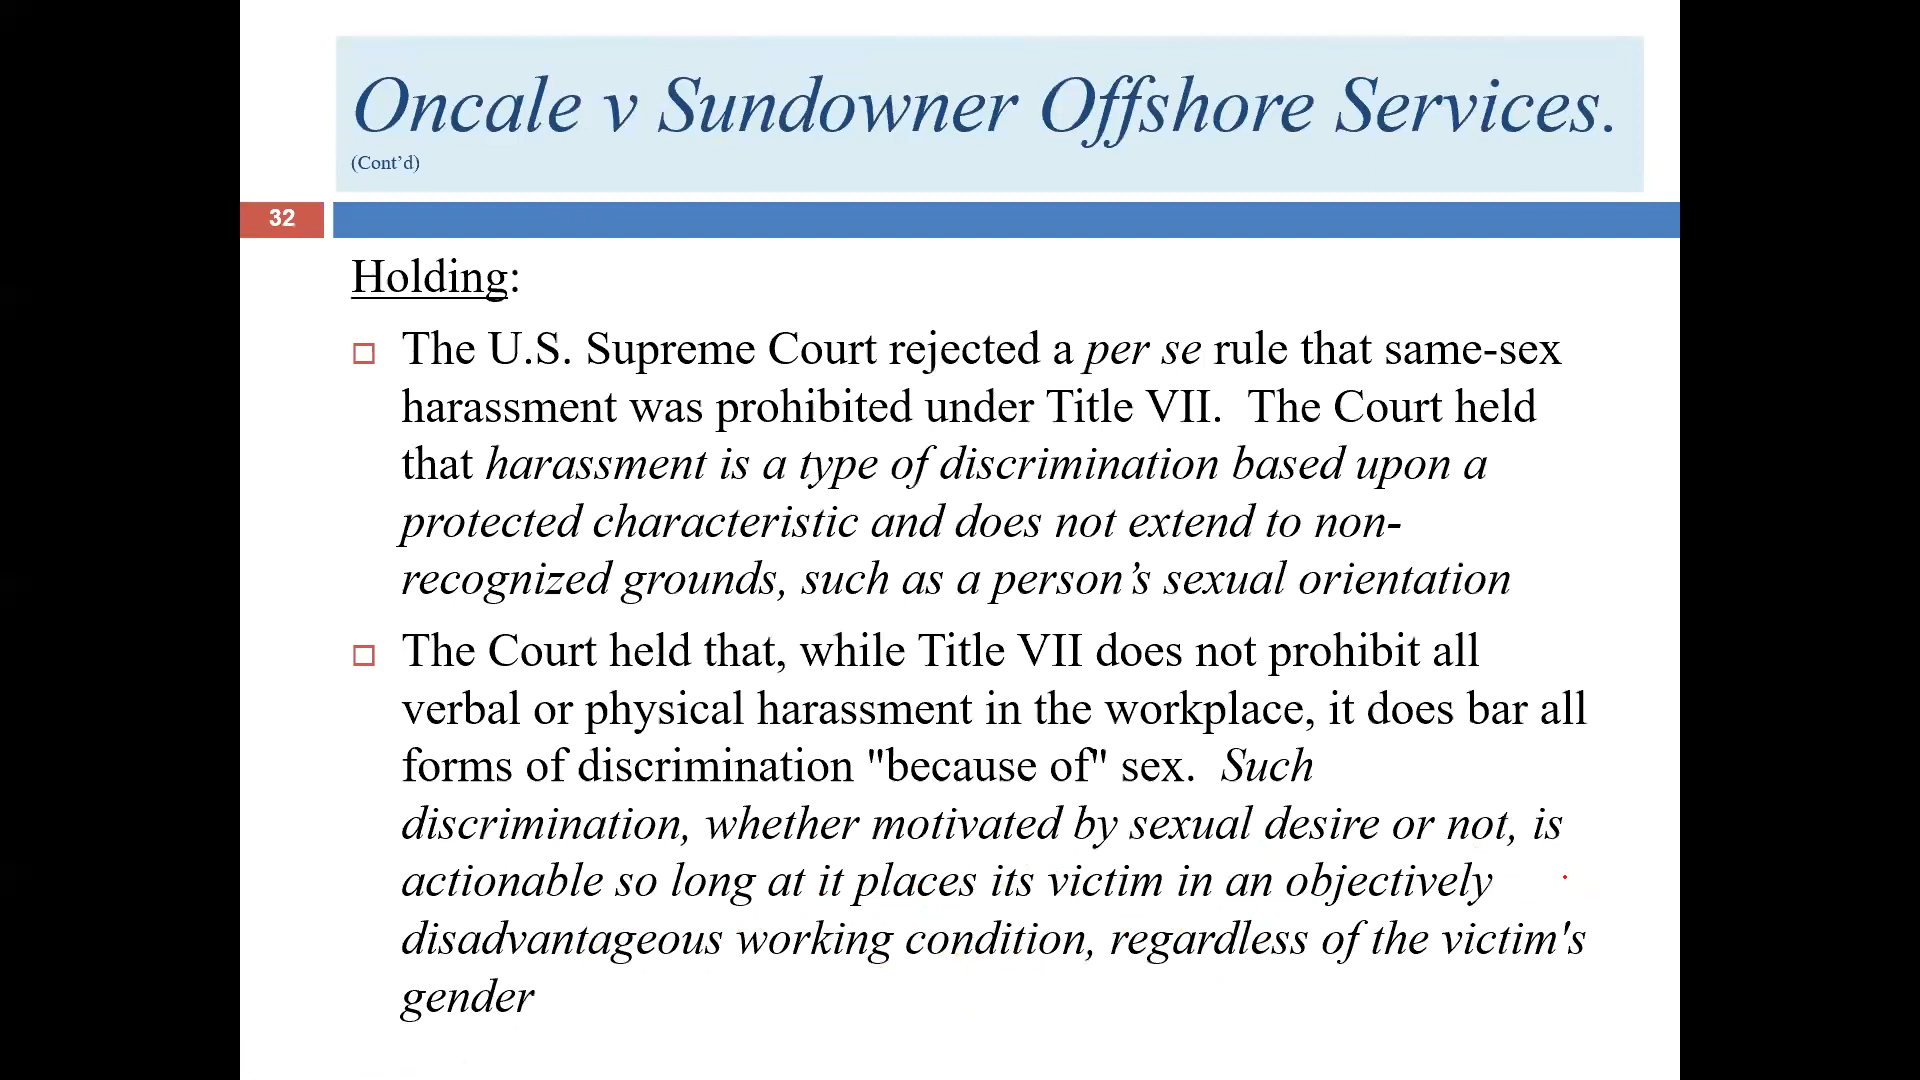 Oncale v Sundowner Offshore Services.
(Cont’d)
32
Holding:
The U.S. Supreme Court rejected a per se rule that same-sex
harassment was prohibited under Title VII.  The Court held
that harassment is a type of discrimination based upon a
protected characteristic and does not extend to non-
recognized grounds, such as a person’s sexual orientation
The Court held that, while Title VII does not prohibit all
verbal or physical harassment in the workplace, it does bar all
forms of discrimination "because of" sex.  Such
discrimination, whether motivated by sexual desire or not, is
actionable so long at it places its victim in an objectively
disadvantageous working condition, regardless of the victim's
gender